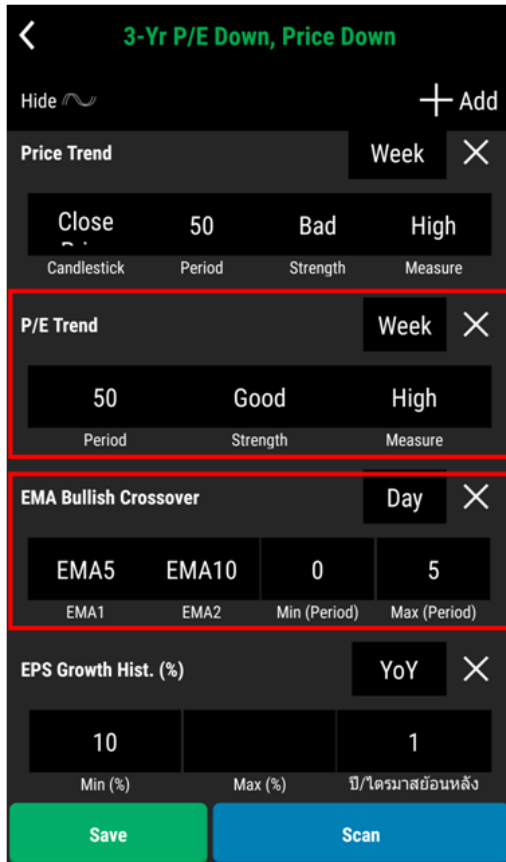 3-Yr P/E Down, Price Down
Hide + Add
Price Trend Week
Close 50 Bad High
Candlestick Period Strength Measure
P/E Trend Week
50 Good High
Period Strength Measure
EMA Bullish Crossover Day
EMA5 EMA10 0 5
EMA1 EMA2 Min (Period) Max (Period)
EPS Growth Hist. (%) YoY
10 1
Min (%) Max (%) ปี/ไตรมาสย้อนหลัง
Save Scan